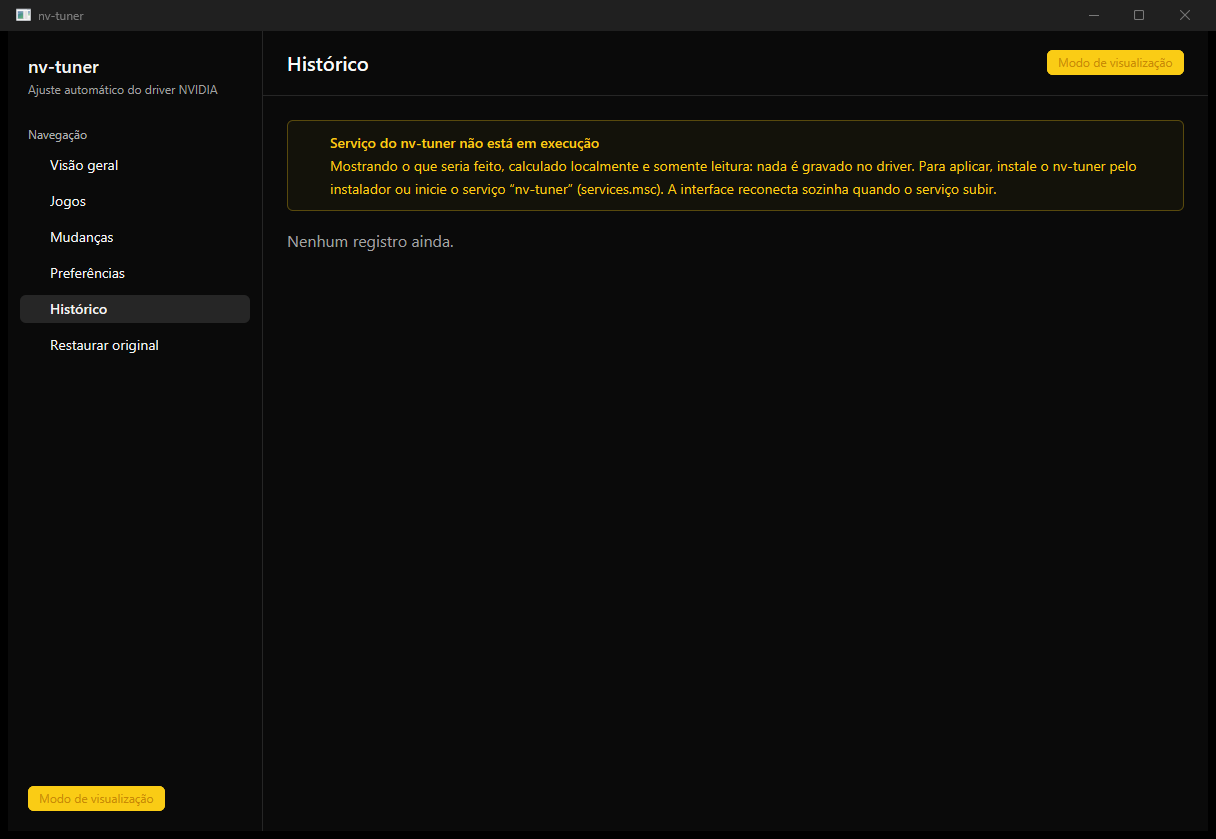 nv-tuner
nv-tuner
Ajuste automático do driver NVIDIA
Navegação
Visão geral
Jogos
Mudanças
Preferências
Histórico
Restaurar original
Modo de visualização
Histórico
Modo de visualização
Serviço do nv-tuner não está em execução
Mostrando o que seria feito, calculado localmente e somente leitura: nada é gravado no driver. Para aplicar, instale o nv-tuner pelo
instalador ou inicie o serviço “nv-tuner” (services.msc). A interface reconecta sozinha quando o serviço subir.
Nenhum registro ainda.